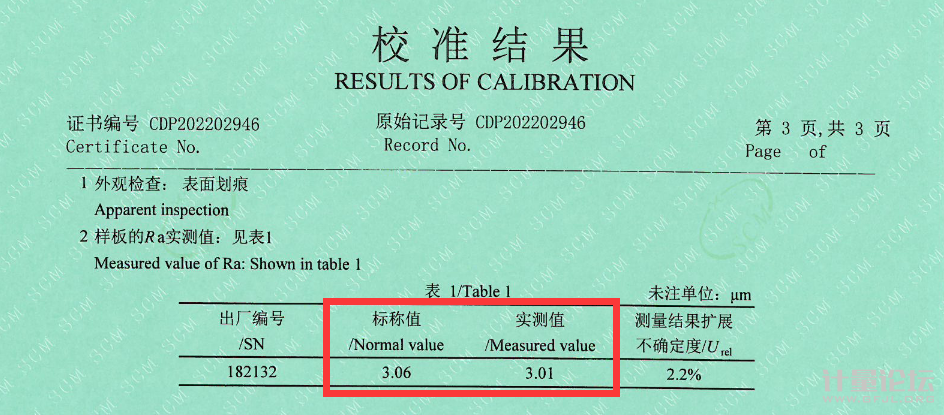 校准结果
RESULTS OF CALIBRATION
证书编号 CDP202202946 原始记录号 CDP202202946 第 3 页,共 3 页
Certificate No. Record No. Page of
1 外观检查： 表面划痕
Apparent inspection
2 样板的Ra实测值：见表1
Measured value of Ra: Shown in table 1
表 1/Table 1 未注单位：μm
出厂编号 标称值 实测值 测量结果扩展
/SN /Normal value /Measured value 不确定度/Urel
182132 3.06 3.01 2.2%
计量论坛